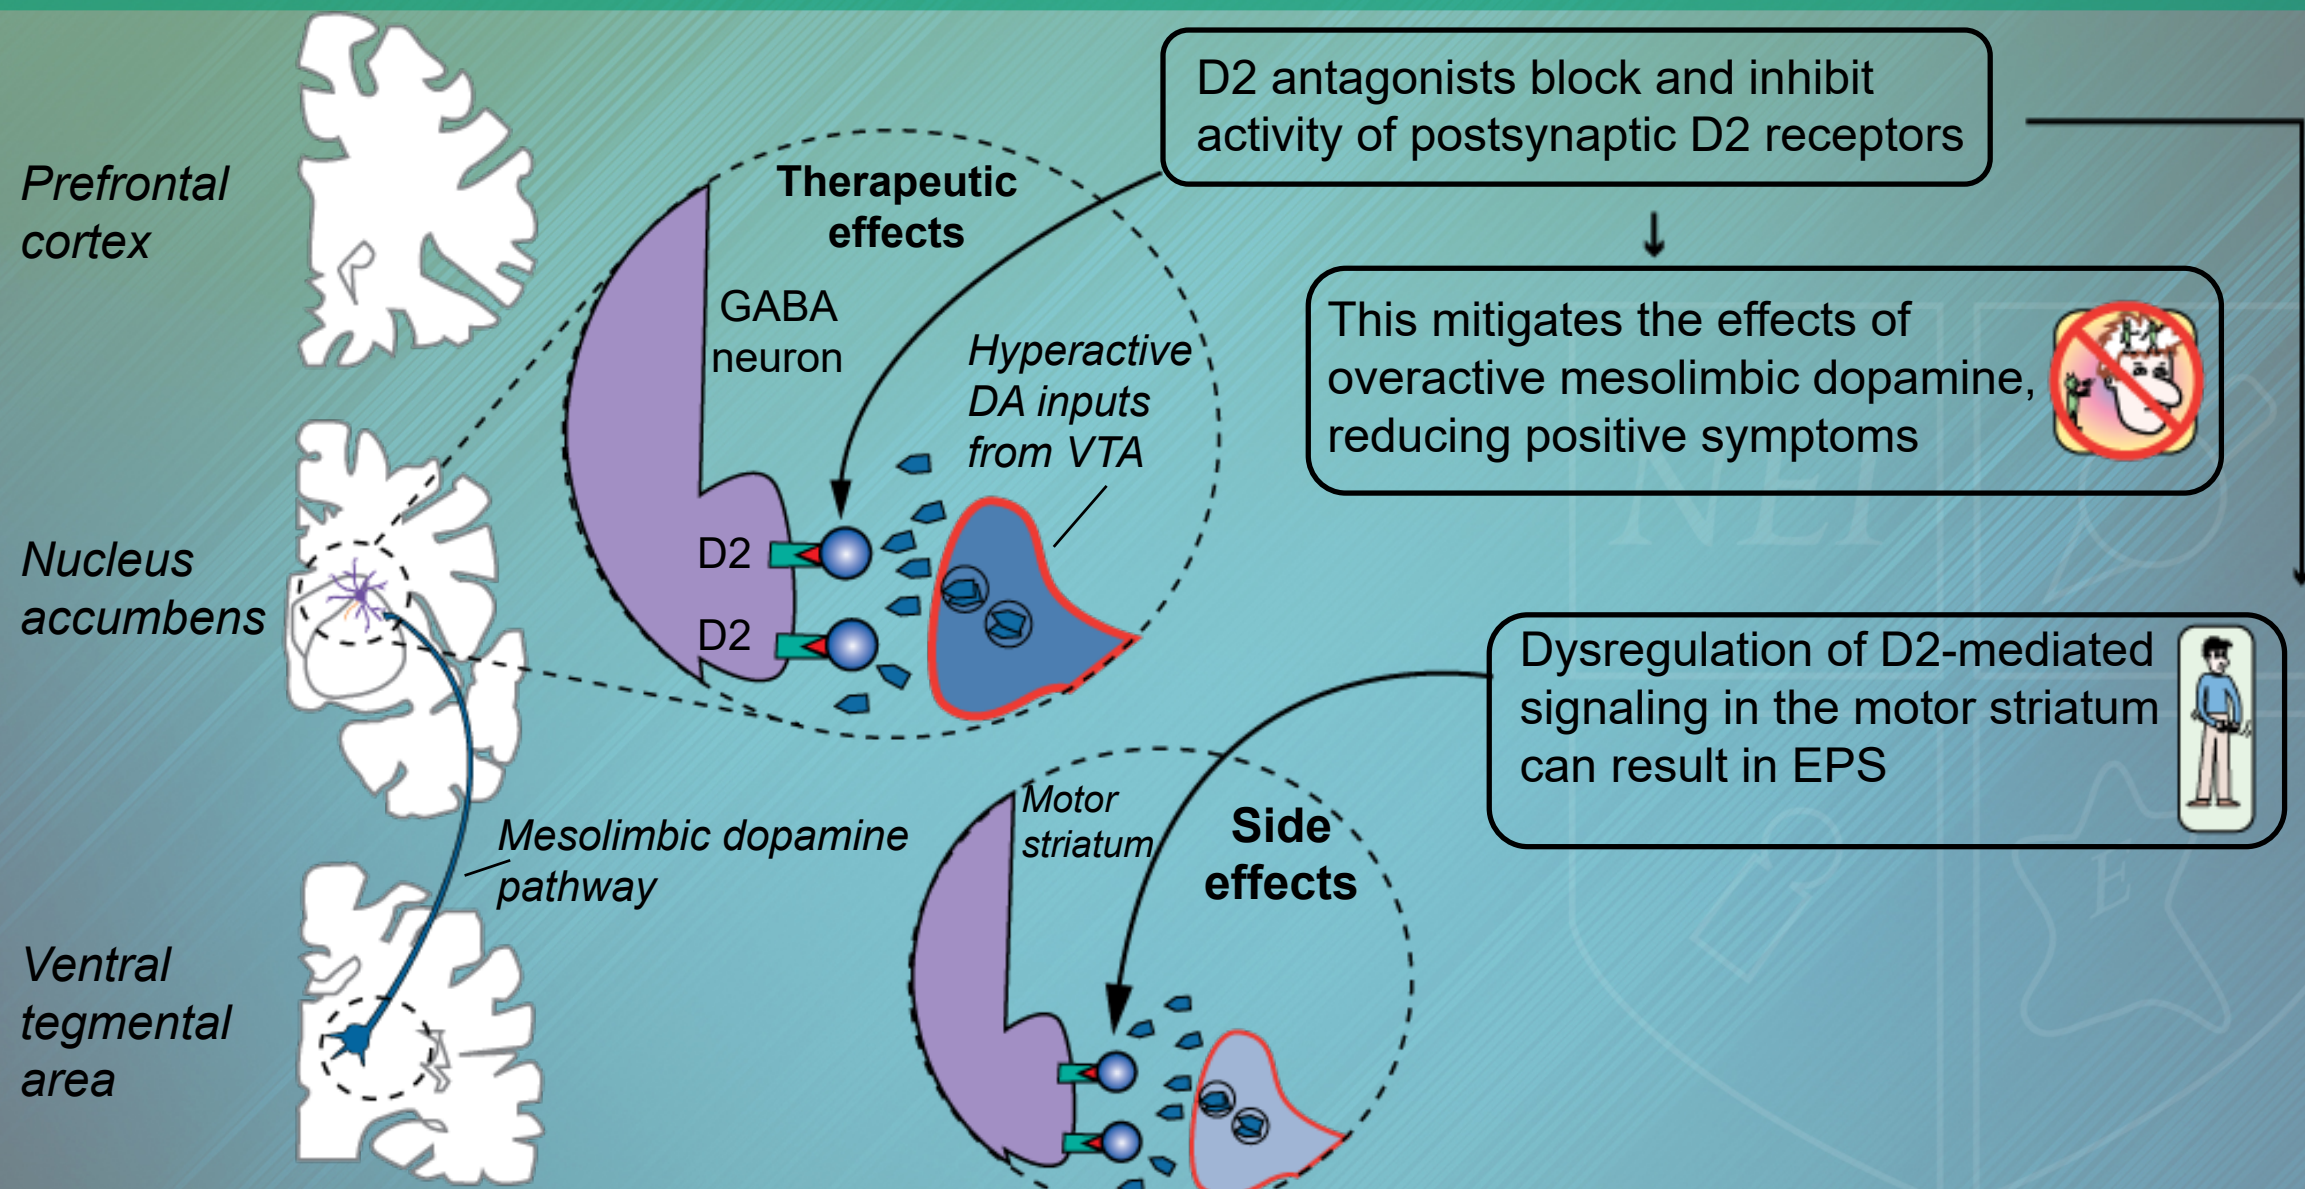 D2 antagonists block and inhibit
activity of postsynaptic D2 receptors
Prefrontal
cortex
Therapeutic
effects
GABA
neuron
Hyperactive
DA inputs
from VTA
This mitigates the effects of
overactive mesolimbic dopamine,
reducing positive symptoms
NEI
Nucleus
accumbens
D2
D2
Dysregulation of D2-mediated
signaling in the motor striatum
can result in EPS
Motor
striatum
Side
effects
Mesolimbic dopamine
pathway
E
Ventral
tegmental
area